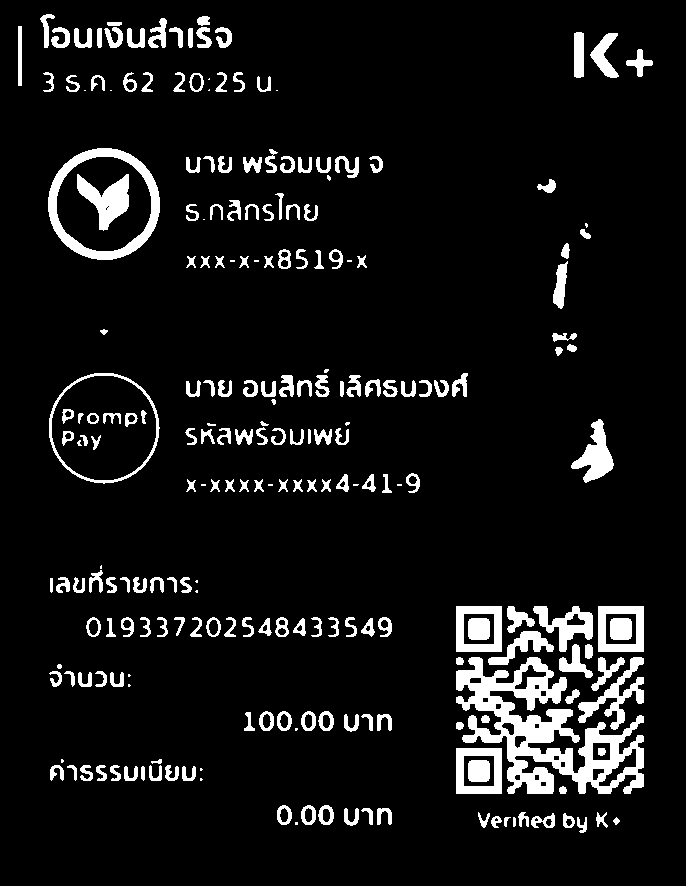 โอนเงินสำเร็จ
3 ธ.ค. 62 20:25 น.
K+
นาย พร้อมบุญ จ
ธ.กสิกรไทย
xxx-x-x8519-x
Prompt
Pay
นาย อนุสิทธิ์ เลิศธนวงศ์
รหัสพร้อมเพย์
x-xxxx-xxxx4-41-9
เลขที่รายการ:
019337202548433549
จำนวน:
100.00 บาท
ค่าธรรมเนียม:
0.00 บาท
Verified by K+